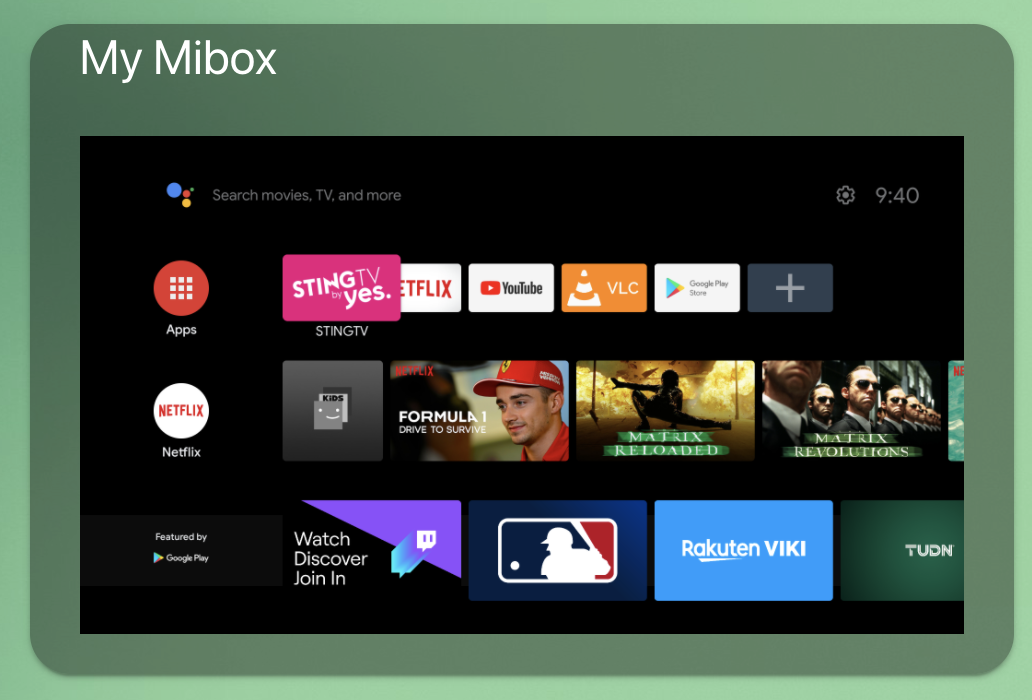 My Mibox
Search movies, TV, and more
9:40
STINGTV
by yes.
ETFLIX
YouTube
VLC
Google Play
Store
Apps
STINGTV
NETFLIX
KiDS
NETFLIX
FORMULA 1
DRIVE TO SURVIVE
MATRIX
RELOADED
MATRIX
REVOLUTIONS
NE
Netflix
Featured by
Google Play
Watch
Discover
Join In
Rakuten VIKI
TUDN